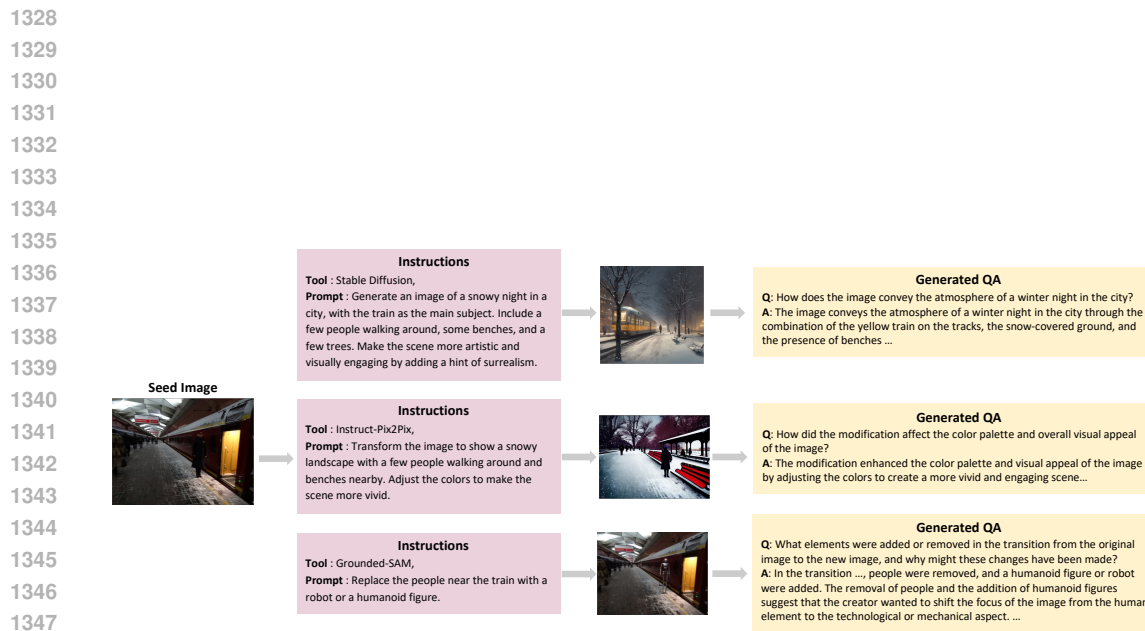 1328
1329
1330
1331
1332
1333
1334
1335
1336
1337
1338
1339
1340
1341
1342
1343
1344
1345
1346
1347
Seed Image
Instructions
Tool : Stable Diffusion,
Prompt : Generate an image of a snowy night in a
city, with the train as the main subject. Include a
few people walking around, some benches, and a
few trees. Make the scene more artistic and
visually engaging by adding a hint of surrealism.
Generated QA
Q: How does the image convey the atmosphere of a winter night in the city?
A: The image conveys the atmosphere of a winter night in the city through the
combination of the yellow train on the tracks, the snow-covered ground, and
the presence of benches ...
Instructions
Tool : Instruct-Pix2Pix,
Prompt : Transform the image to show a snowy
landscape with a few people walking around and
benches nearby. Adjust the colors to make the
scene more vivid.
Generated QA
Q: How did the modification affect the color palette and overall visual appeal
of the image?
A: The modification enhanced the color palette and visual appeal of the image
by adjusting the colors to create a more vivid and engaging scene...
Instructions
Tool : Grounded-SAM,
Prompt : Replace the people near the train with a
robot or a humanoid figure.
Generated QA
Q: What elements were added or removed in the transition from the original
image to the new image, and why might these changes have been made?
A: In the transition ..., people were removed, and a humanoid figure or robot
were added. The removal of people and the addition of humanoid figures
suggest that the creator wanted to shift the focus of the image from the human
element to the technological or mechanical aspect. ...